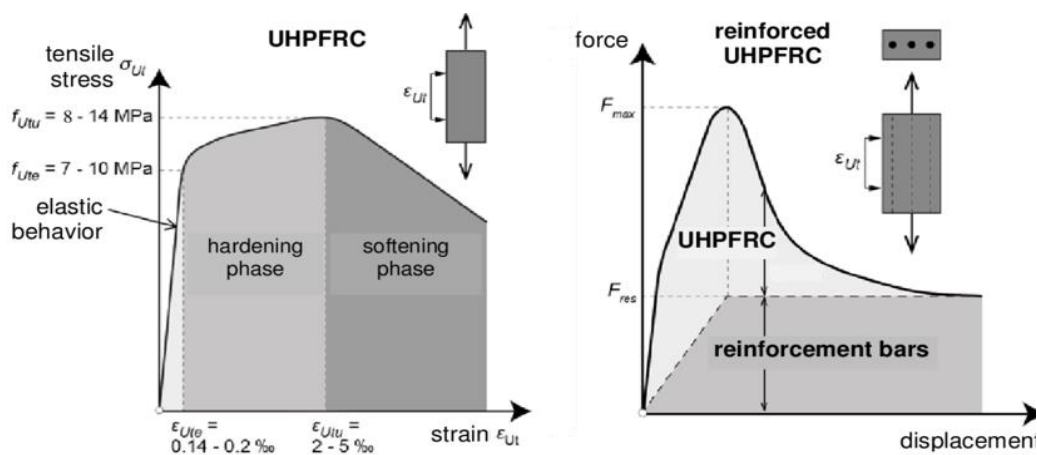 UHPFRC
tensile
stress σUt
fUtu = 8 - 14 MPa
fUte = 7 - 10 MPa
elastic
behavior
hardening
phase
softening
phase
εUt
εUte =
0.14 - 0.2 ‰
εUtu =
2 - 5 ‰
strain εUt
force
reinforced
UHPFRC
Fmax
εUt
UHPFRC
Fres
reinforcement bars
displacement